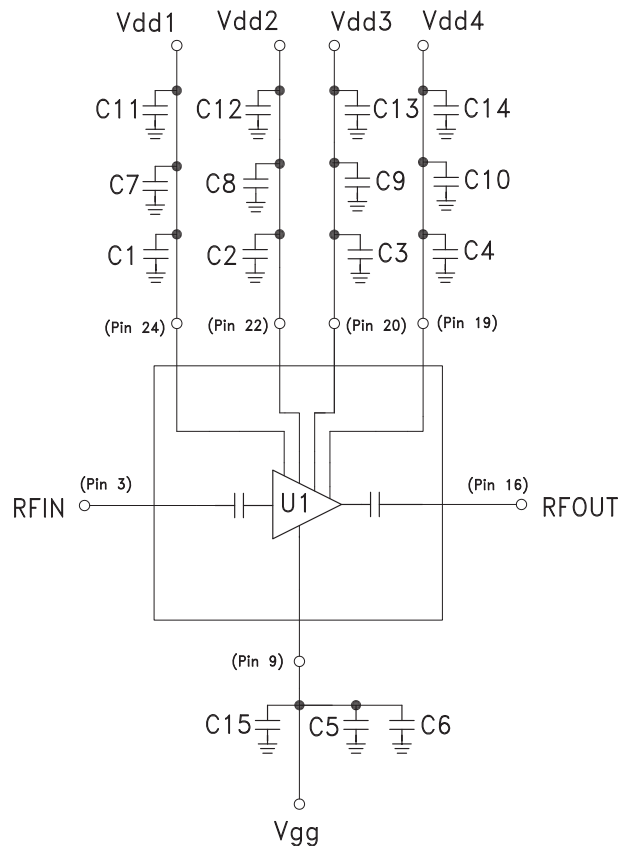 Vdd1 Vdd2 Vdd3 Vdd4
C11 C12 C13 C14
C7 C8 C9 C10
C1 C2 C3 C4
(Pin 24) (Pin 22) (Pin 20) (Pin 19)
(Pin 3) (Pin 16)
RFIN U1 RFOUT
(Pin 9)
C15 C5 C6
Vgg